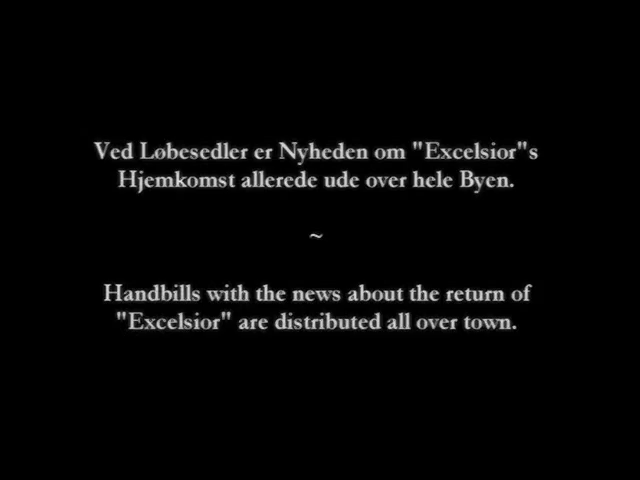 Ved Løbesedler er Nyheden om "Excelsior"s
Hjemkomst allerede ude over hele Byen.
~
Handbills with the news about the return of
"Excelsior" are distributed all over town.